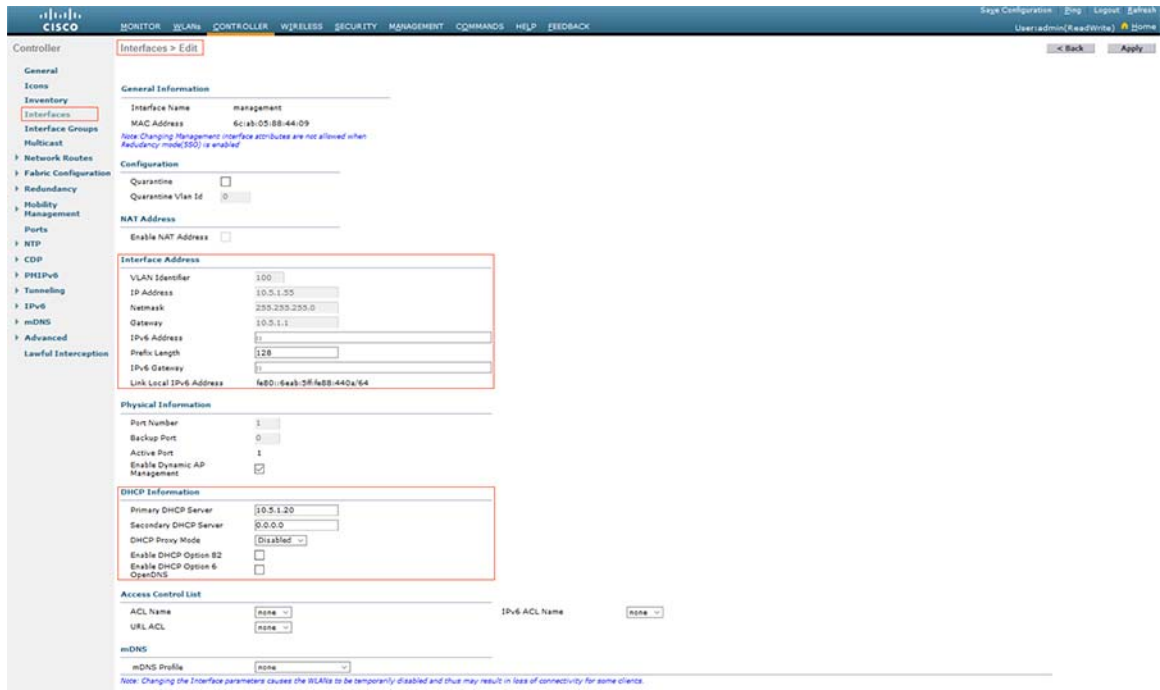 Save Configuration Ping Logout Refresh
CISCO MONITOR WLANs CONTROLLER WIRELESS SECURITY MANAGEMENT COMMANDS HELP FEEDBACK User:admin(ReadWrite) Home
Controller
General
Icons
Inventory
Interfaces
Interface Groups
Multicast
Network Routes
Fabric Configuration
Redundancy
Mobility Management
Ports
NTP
CDP
PMIPv6
Tunneling
IPv6
mDNS
Advanced
Lawful Interception
Interfaces > Edit
< Back Apply
General Information
Interface Name management
MAC Address 6c:ab:05:88:44:09
Note:Changing Management interface attributes are not allowed when
Redudancy mode(SSO) is enabled
Configuration
Quarantine
Quarantine Vlan Id 0
NAT Address
Enable NAT Address
Interface Address
VLAN Identifier 100
IP Address 10.5.1.55
Netmask 255.255.255.0
Gateway 10.5.1.1
IPv6 Address ::
Prefix Length 128
IPv6 Gateway ::
Link Local IPv6 Address fe80::6eab:5ff:fe88:440a/64
Physical Information
Port Number 1
Backup Port 0
Active Port 1
Enable Dynamic AP
Management
DHCP Information
Primary DHCP Server 10.5.1.20
Secondary DHCP Server 0.0.0.0
DHCP Proxy Mode Disabled
Enable DHCP Option 82
Enable DHCP Option 6
OpenDNS
Access Control List
ACL Name none IPv6 ACL Name none
URL ACL none
mDNS
mDNS Profile none
Note: Changing the Interface parameters causes the WLANs to be temporarily disabled and thus may result in loss of connectivity for some clients.